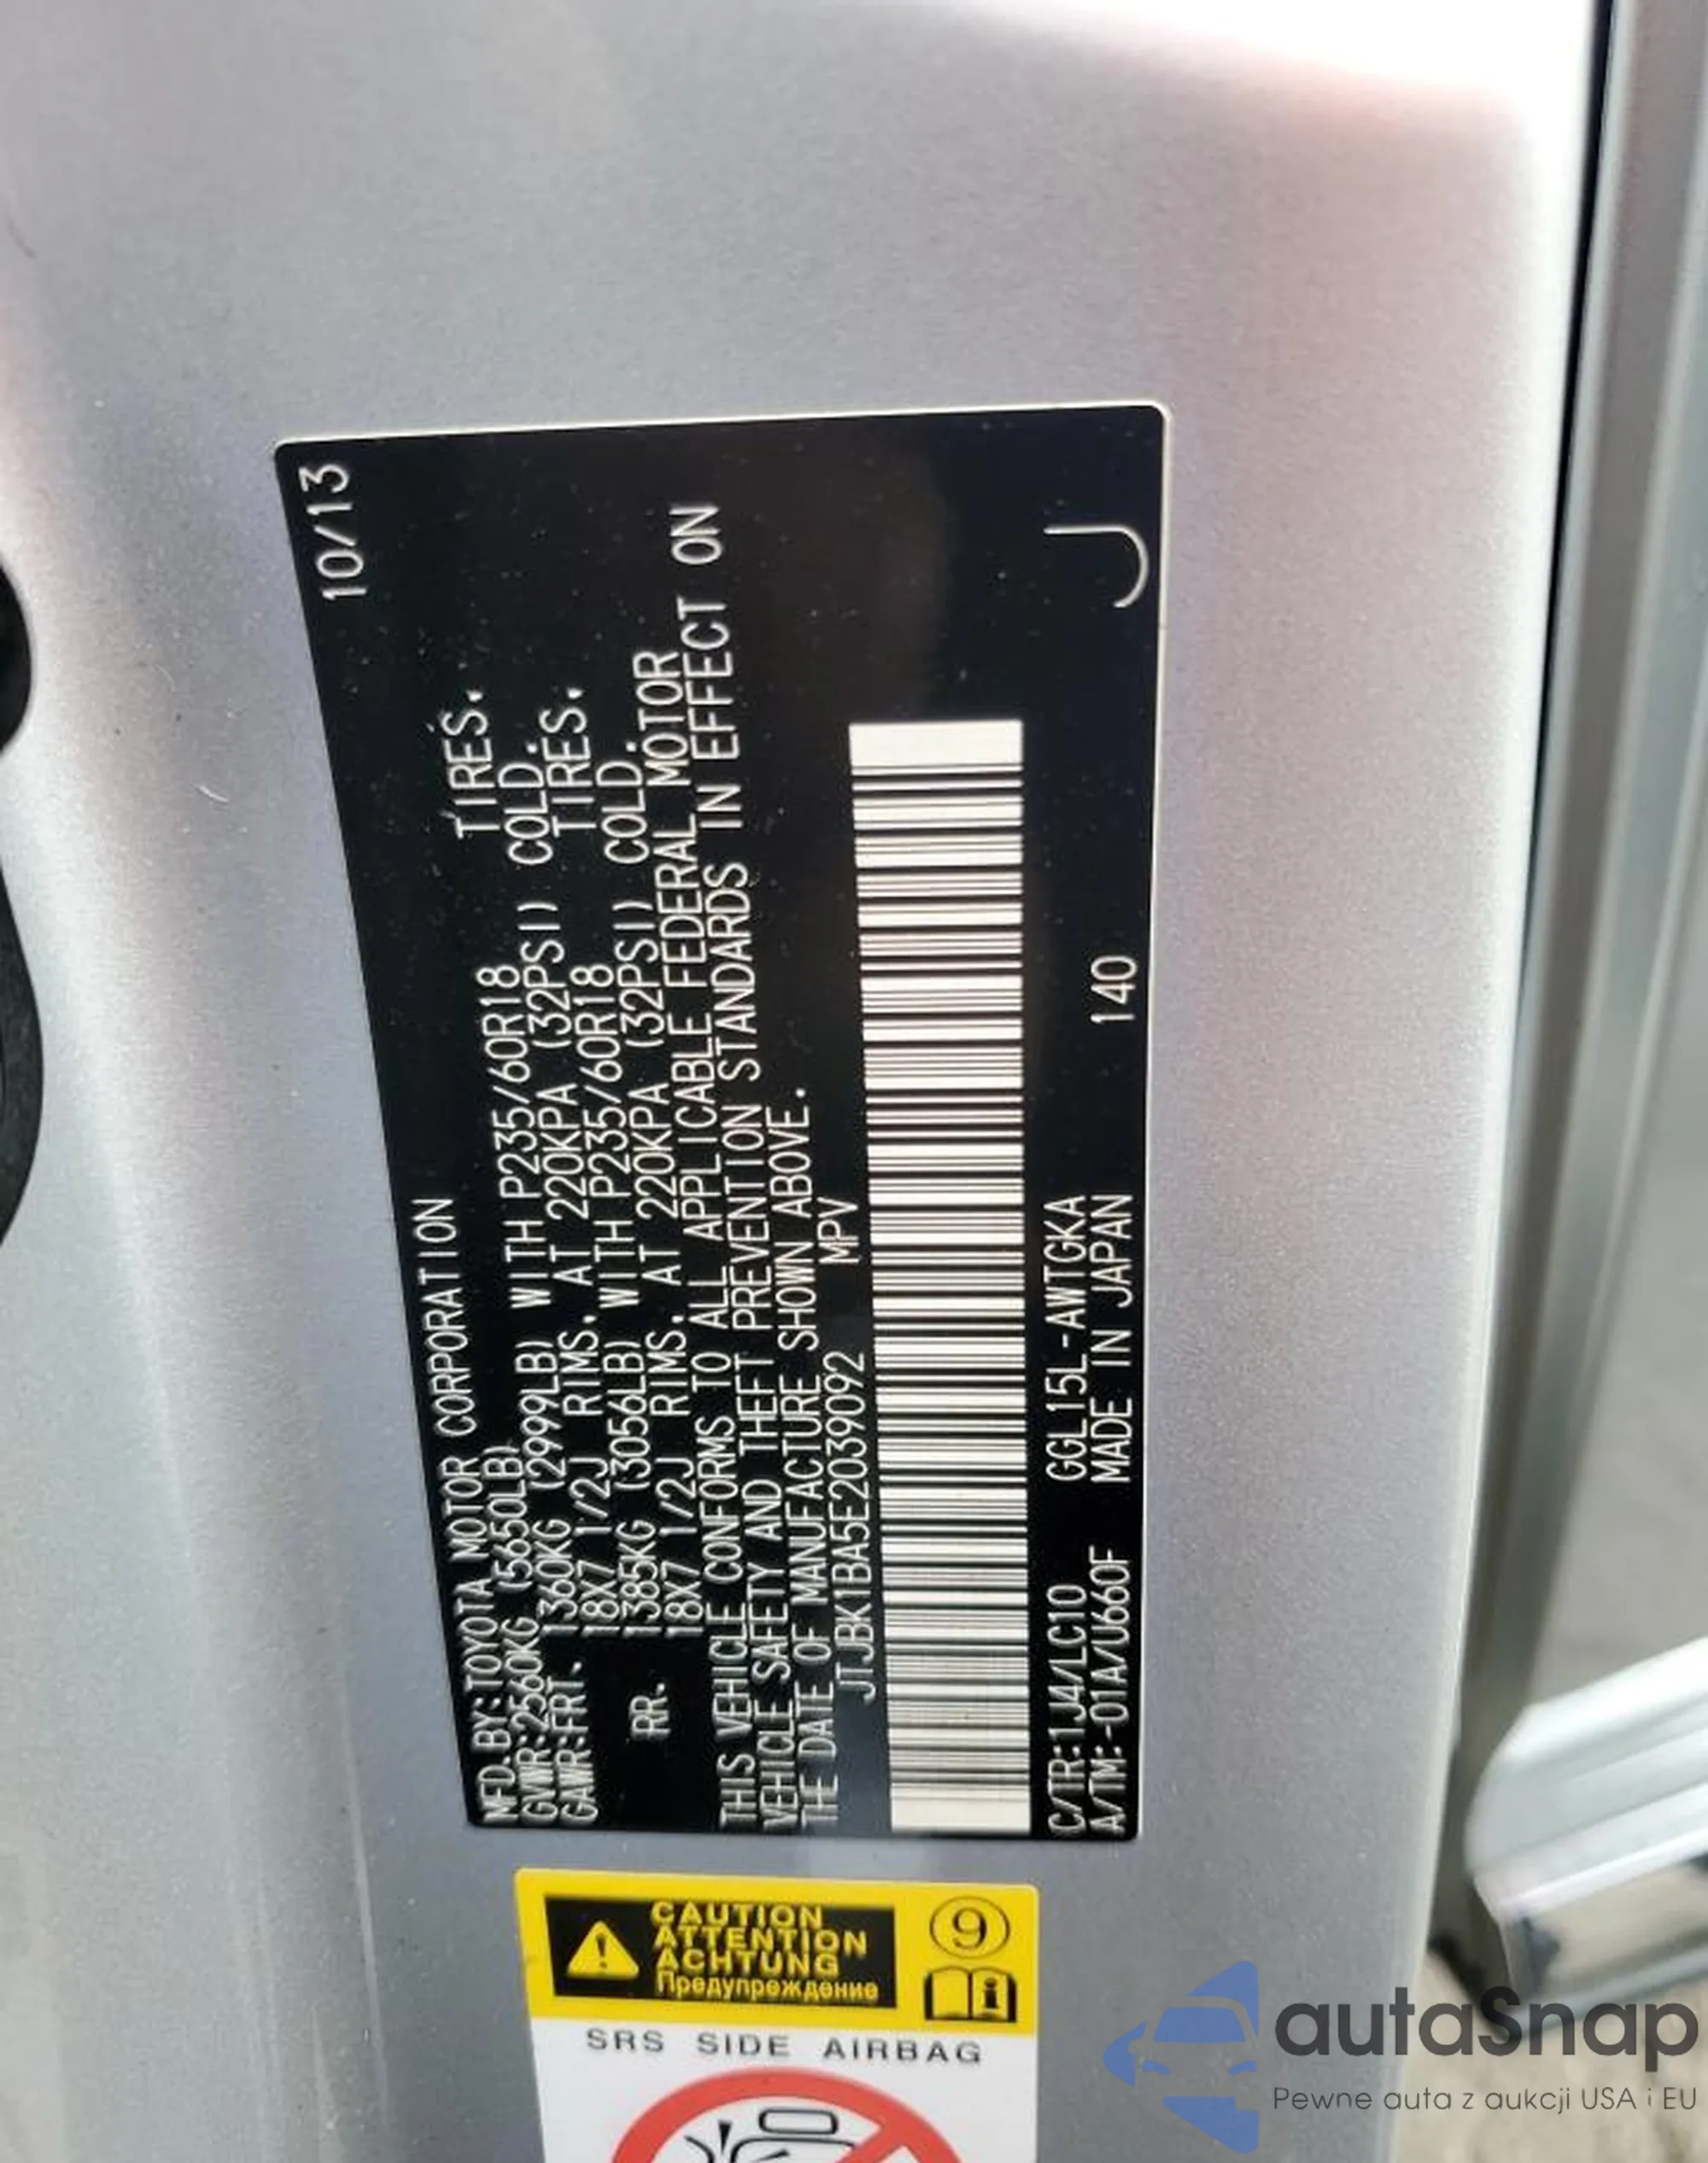 10/13
MFD.BY:TOYOTA MOTOR CORPORATION
GVWR:2560KG (5650LB)
GAWR:FRT. 1360KG (2999LB) WITH P235/60R18 TIRES.
18X7 1/2J RIMS. AT 220KPA (32PSI) COLD.
RR. 1385KG (3056LB) WITH P235/60R18 TIRES.
18X7 1/2J RIMS. AT 220KPA (32PSI) COLD.
THIS VEHICLE CONFORMS TO ALL APPLICABLE FEDERAL MOTOR
VEHICLE SAFETY AND THEFT PREVENTION STANDARDS IN EFFECT ON
THE DATE OF MANUFACTURE SHOWN ABOVE.
JTJBK1BA5E2039092 MPV
C/TR:1J4/LC10 GGL15L-AWTGKA
A/TM:-01A/U660F MADE IN JAPAN 140
J
CAUTION
ATTENTION
ACHTUNG
Предупреждение
9
i
SRS SIDE AIRBAG
autaSnap
Pewne auta z aukcji USA i EU